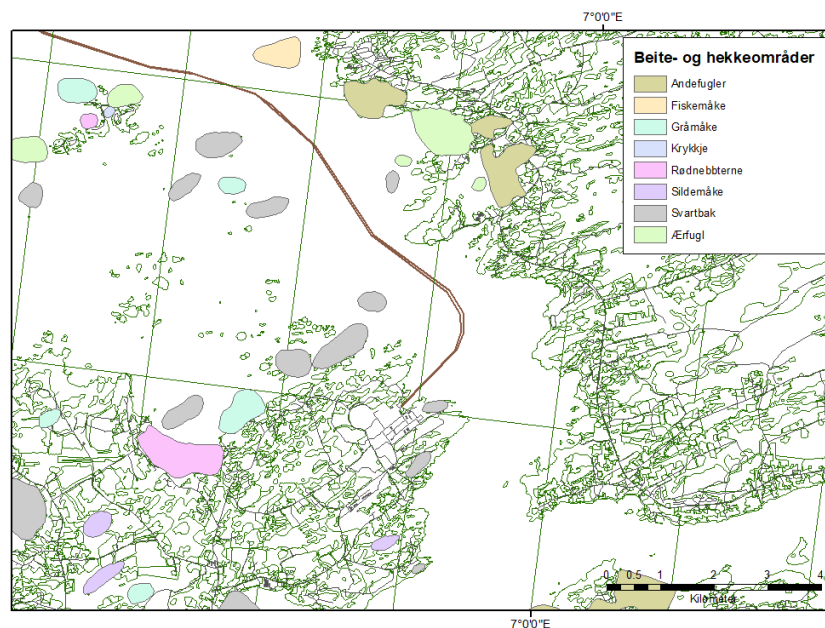 7°0'0"E
Beite- og hekkeområder
Andefugler
Fiskemåke
Gråmåke
Krykkje
Rødnebbterne
Sildemåke
Svartbak
Ærfugl
0 0.5 1 2 3 4
Kilometer
7°0'0"E